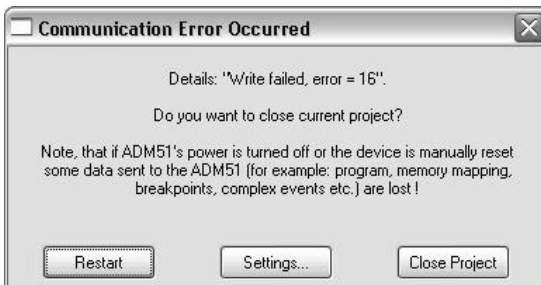 Communication Error Occurred
Details: "Write failed, error = 16".
Do you want to close current project?
Note, that if ADM51's power is turned off or the device is manually reset
some data sent to the ADM51 (for example: program, memory mapping,
breakpoints, complex events etc.) are lost !
Restart Settings... Close Project